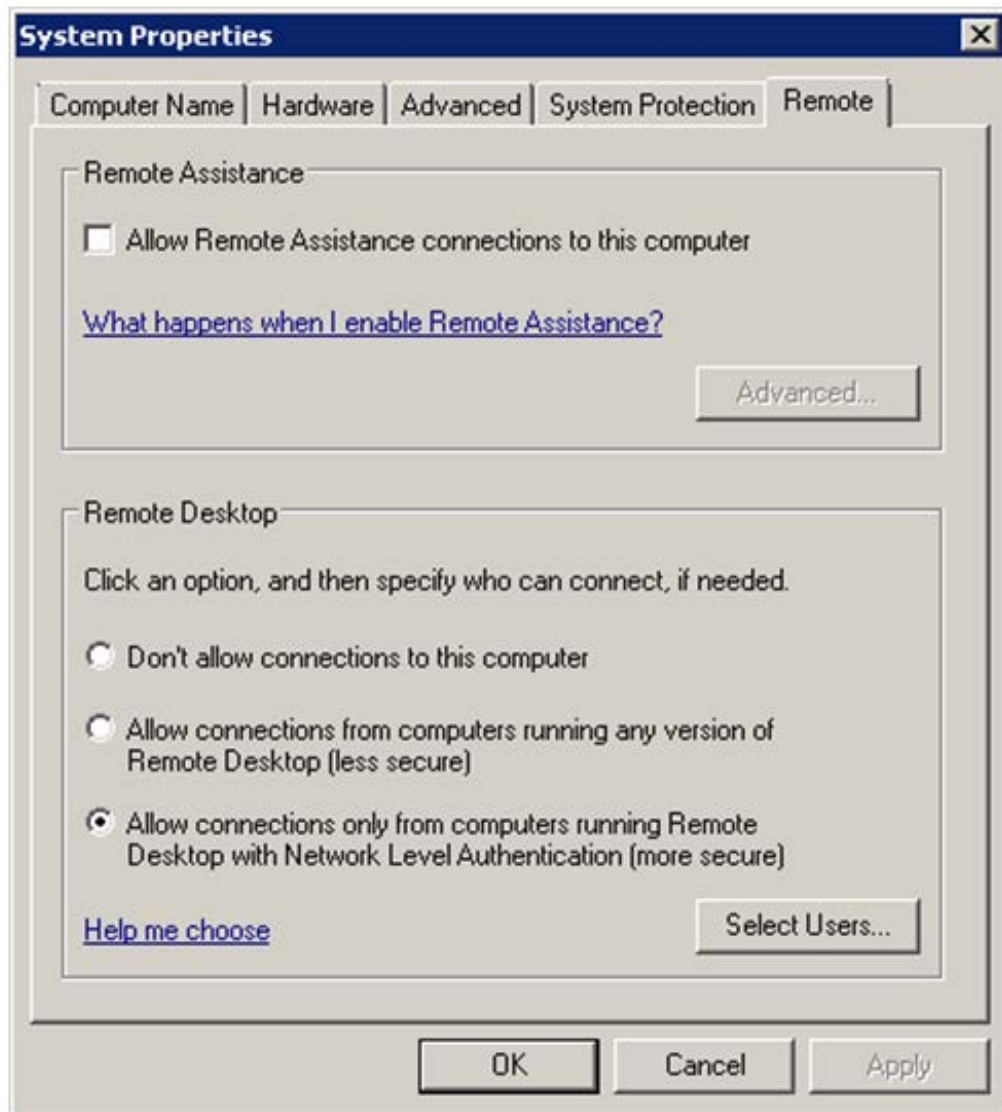 System Properties
Computer Name Hardware Advanced System Protection Remote
Remote Assistance
Allow Remote Assistance connections to this computer
What happens when I enable Remote Assistance?
Advanced...
Remote Desktop
Click an option, and then specify who can connect, if needed.
Don't allow connections to this computer
Allow connections from computers running any version of
Remote Desktop (less secure)
Allow connections only from computers running Remote
Desktop with Network Level Authentication (more secure)
Help me choose
Select Users...
OK Cancel Apply